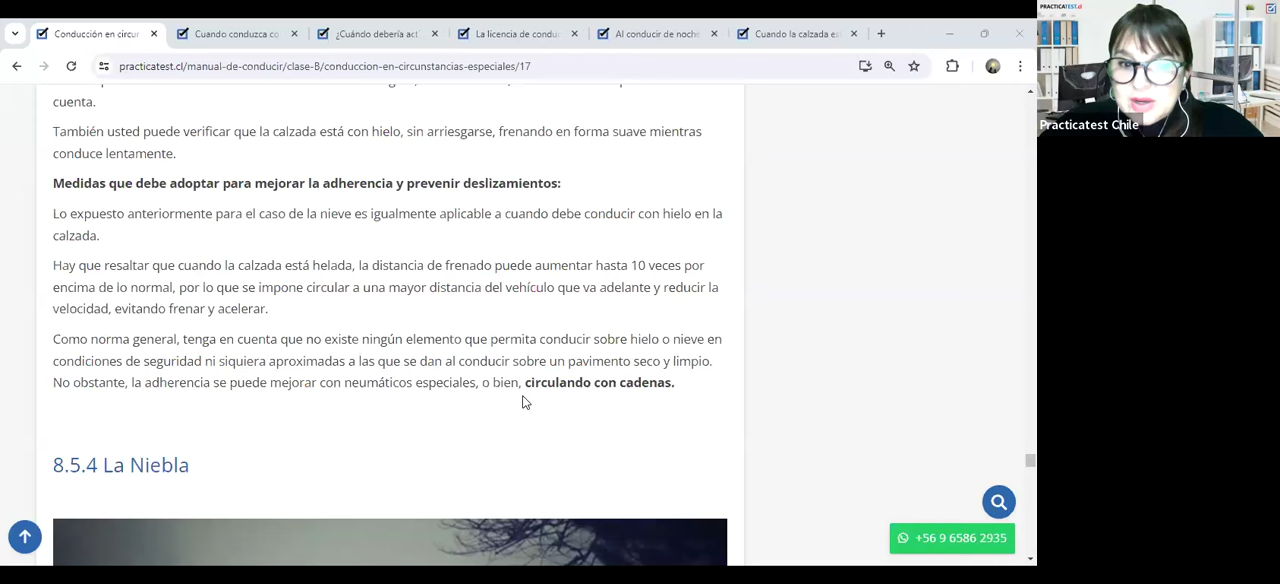 Conducción en circur
Cuando conduzca co
¿Cuándo debería act
La licencia de condu
Al conducir de noche
Cuando la calzada es
practicatest.cl/manual-de-conducir/clase-B/conduccion-en-circunstancias-especiales/17
PRACTICATEST.cl
Practicatest Chile
cuenta.
También usted puede verificar que la calzada está con hielo, sin arriesgarse, frenando en forma suave mientras
conduce lentamente.
Medidas que debe adoptar para mejorar la adherencia y prevenir deslizamientos:
Lo expuesto anteriormente para el caso de la nieve es igualmente aplicable a cuando debe conducir con hielo en la
calzada.
Hay que resaltar que cuando la calzada está helada, la distancia de frenado puede aumentar hasta 10 veces por
encima de lo normal, por lo que se impone circular a una mayor distancia del vehículo que va adelante y reducir la
velocidad, evitando frenar y acelerar.
Como norma general, tenga en cuenta que no existe ningún elemento que permita conducir sobre hielo o nieve en
condiciones de seguridad ni siquiera aproximadas a las que se dan al conducir sobre un pavimento seco y limpio.
No obstante, la adherencia se puede mejorar con neumáticos especiales, o bien, circulando con cadenas.
8.5.4 La Niebla
+56 9 6586 2935